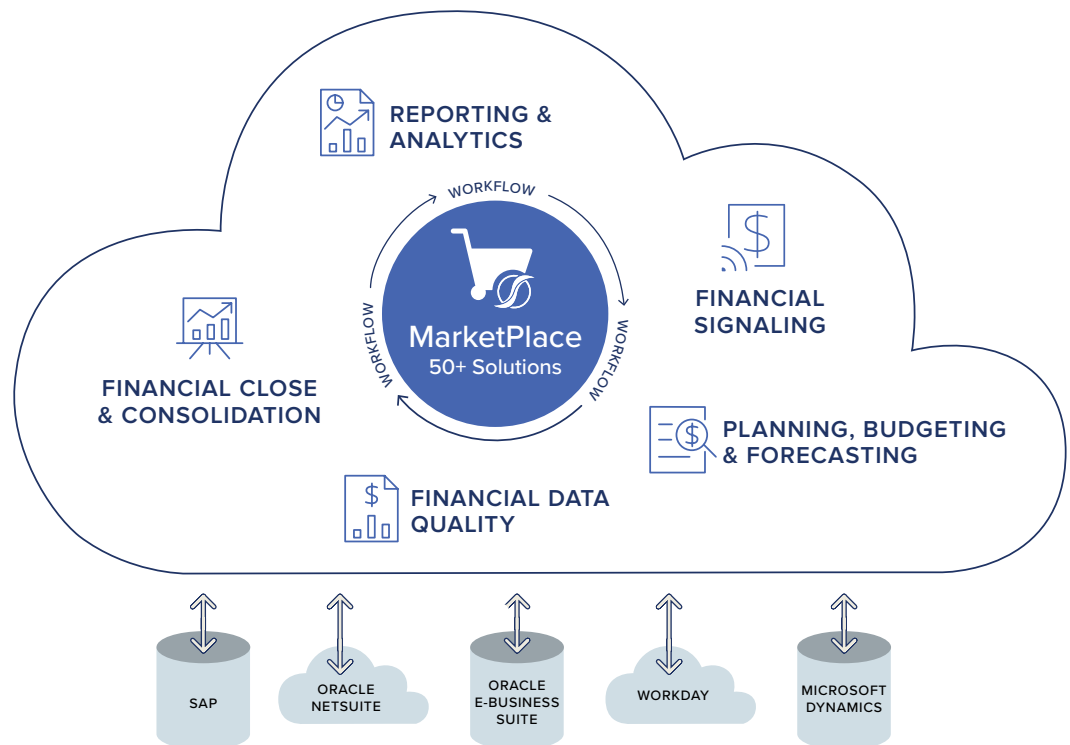 REPORTING &
ANALYTICS
WORKFLOW
MarketPlace
50+ Solutions
WORKFLOW
WORKFLOW
FINANCIAL
SIGNALING
FINANCIAL CLOSE
& CONSOLIDATION
PLANNING, BUDGETING
& FORECASTING
$
FINANCIAL DATA
QUALITY
$
$
SAP
ORACLE
NETSUITE
ORACLE
E-BUSINESS
SUITE
WORKDAY
MICROSOFT
DYNAMICS